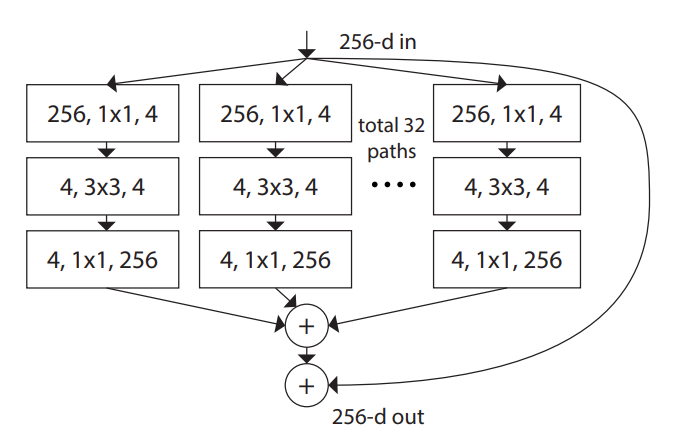 256-d in
256, 1x1, 4
256, 1x1, 4
256, 1x1, 4
total 32
paths
4, 3x3, 4
4, 3x3, 4
....
4, 3x3, 4
4, 1x1, 256
4, 1x1, 256
4, 1x1, 256
+
+
256-d out